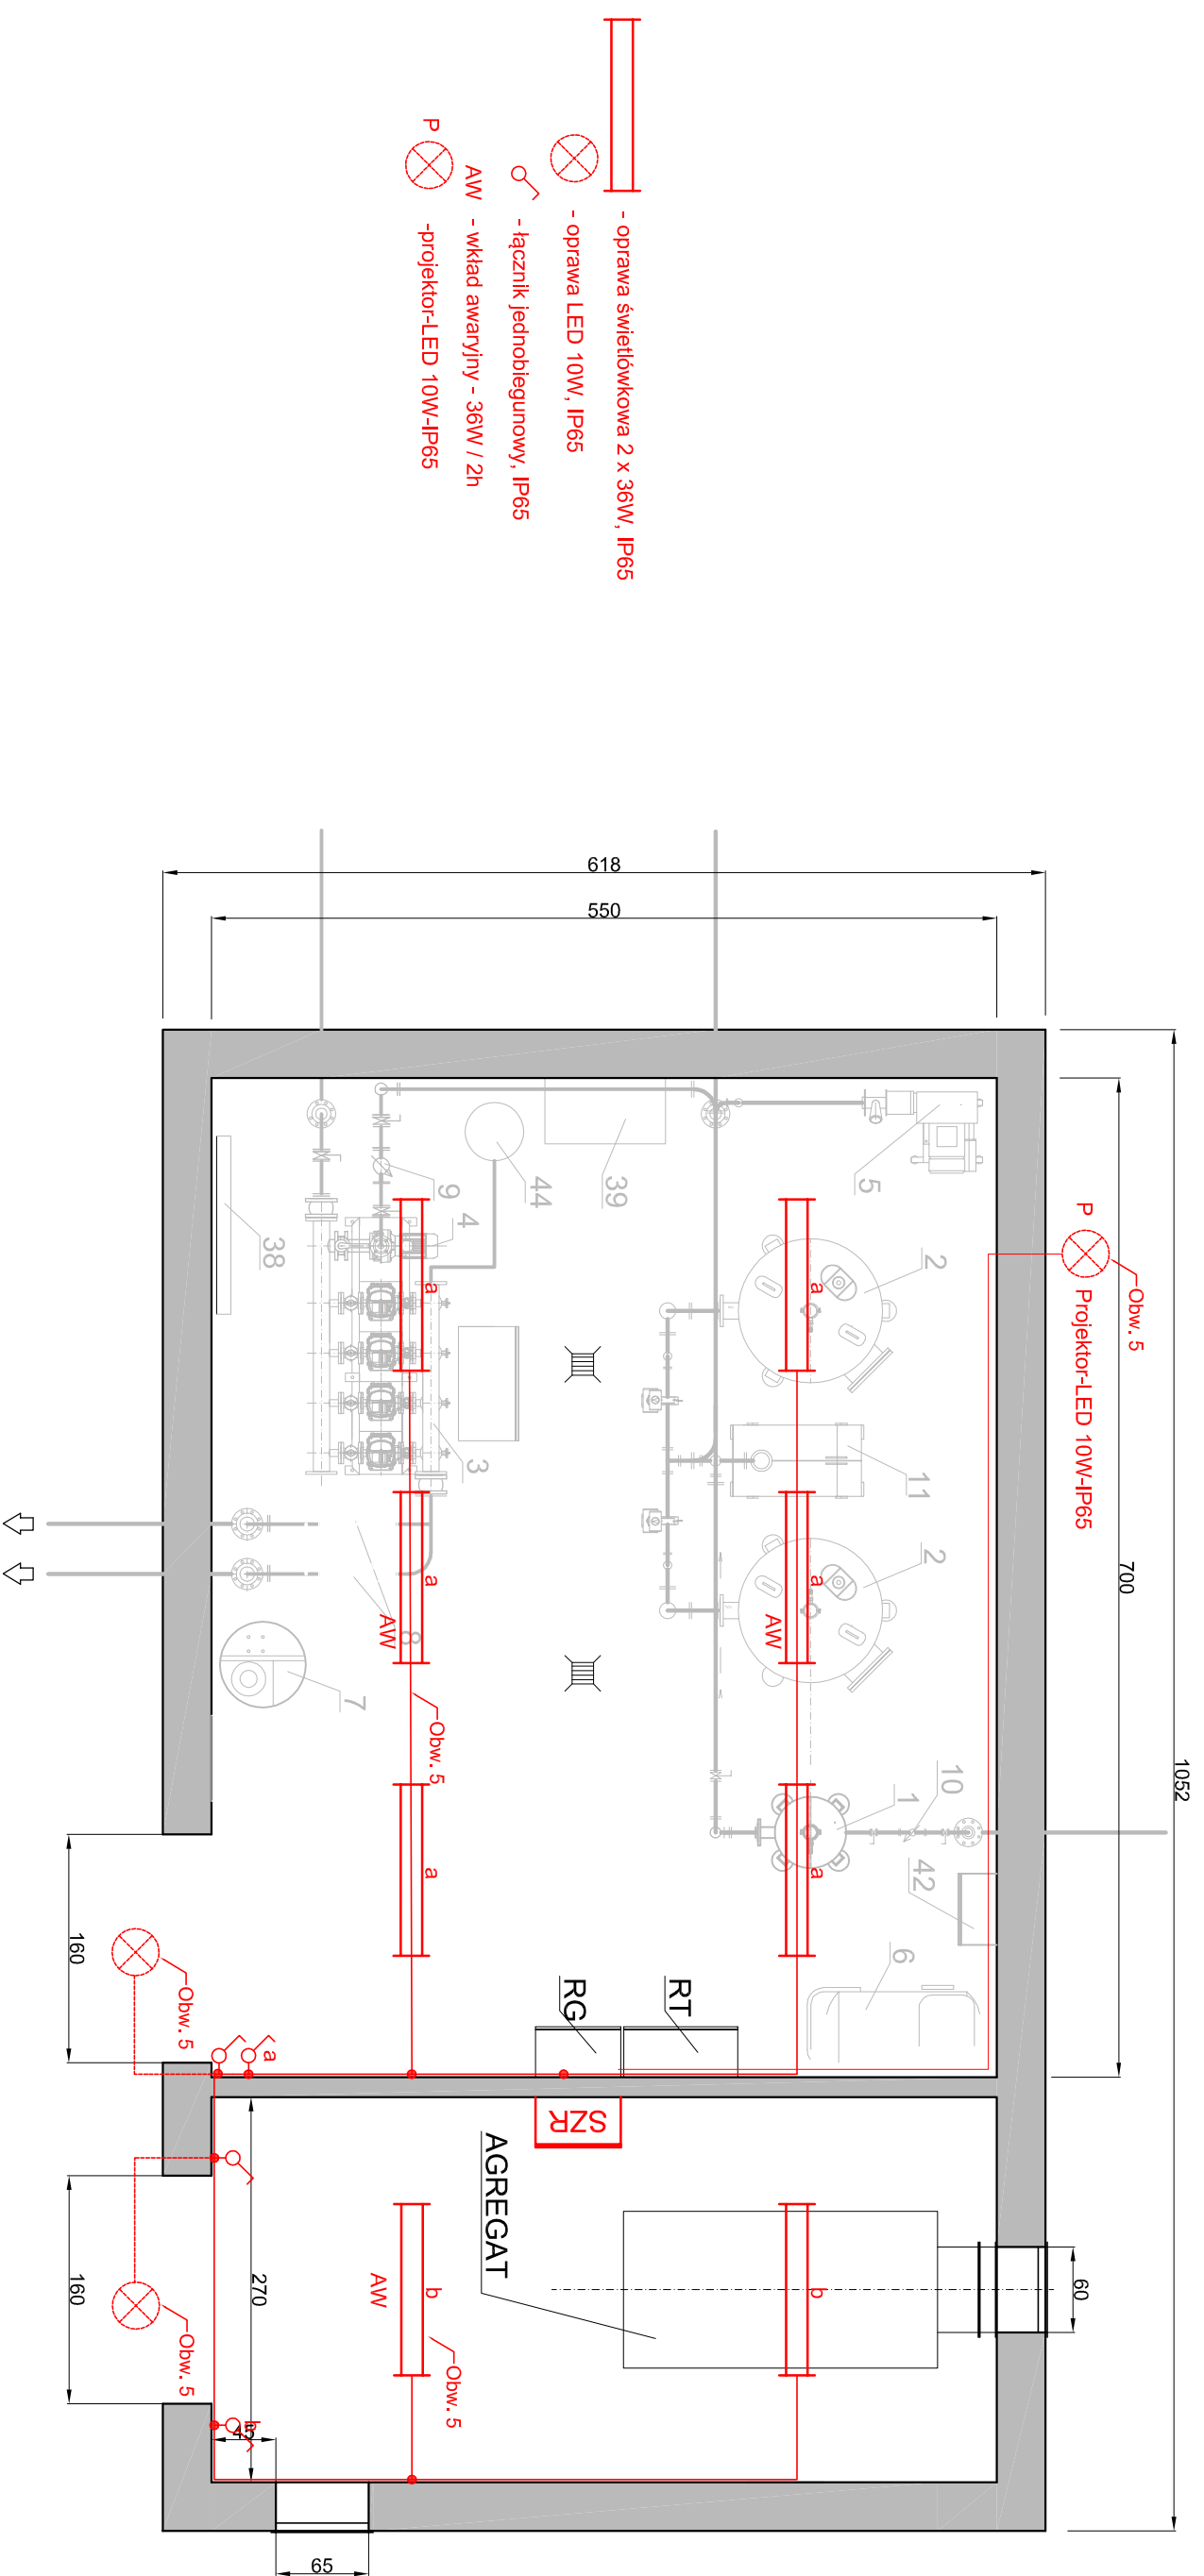 - oprawa świetlówkowa 2 x 36W, IP65
- oprawa LED 10W, IP65
- łącznik jednobiegunowy, IP65
AW - wkład awaryjny - 36W / 2h
P -projektor-LED 10W-IP65
1052
700
Obw. 5
P Projektor-LED 10W-IP65
60
618
550
5
2
11
2
10
1
42
6
a
a
AW
a
b
39
44
9
4
38
3
8
7
a
a
AW
Obw. 5
a
RT
RG
SZR
AGREGAT
b
AW
Obw. 5
a
b
270
45
65
160
Obw. 5
160
Obw. 5